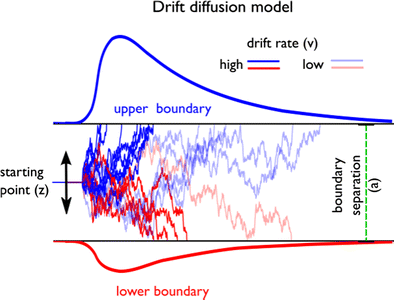 Drift diffusion model
drift rate (v)
high low
upper boundary
starting
point (z)
boundary
separation
(a)
lower boundary